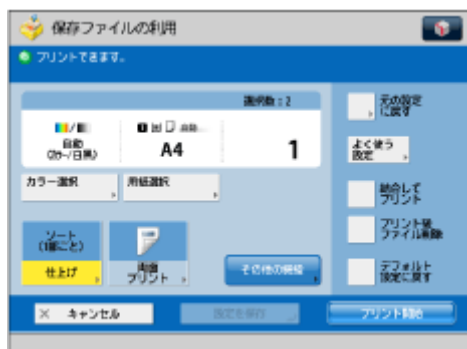 保存ファイルの利用
プリントできます。
選択数：2
自動
(カラー/白黒)
1 自動
A4
1
カラー選択
用紙選択
ソート
(1部ごと)
仕上げ
両面
プリント
その他の機能
元の設定
に戻す
よく使う
設定
結合して
プリント
プリント後
ファイル削除
デフォルト
設定に戻す
× キャンセル
設定を保存
プリント開始